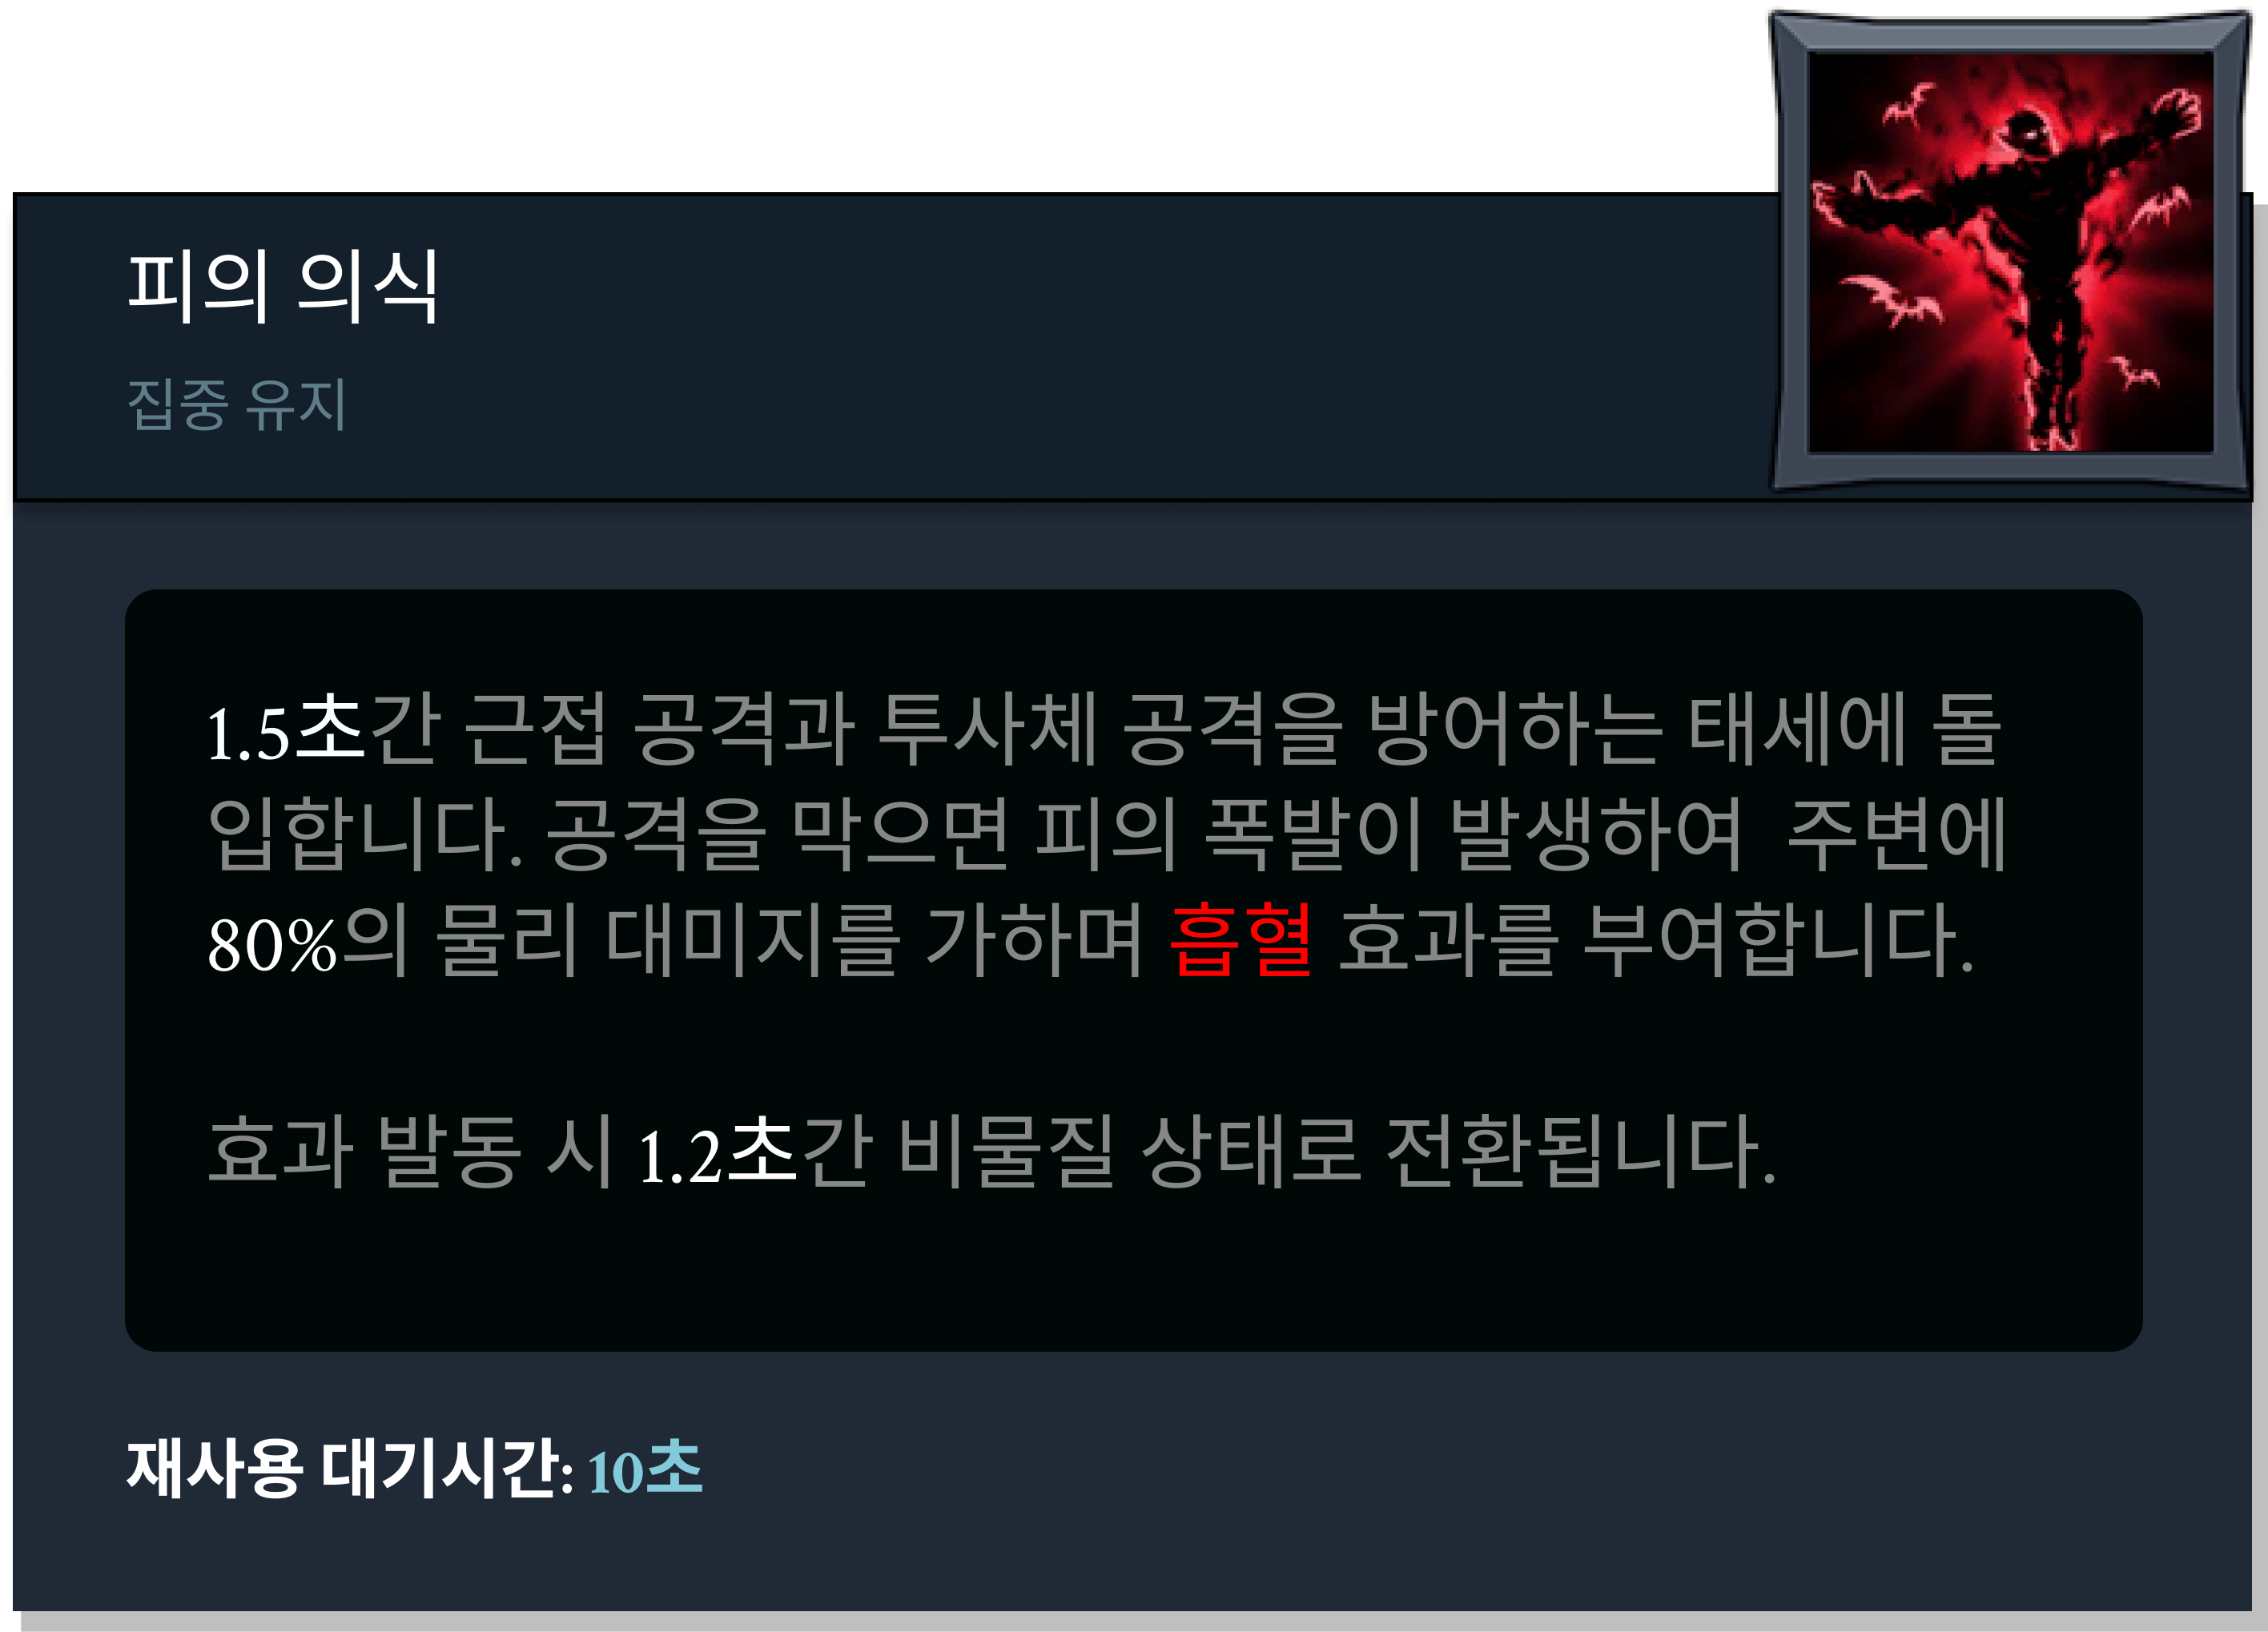 피의 의식
집중 유지
1.5초간 근접 공격과 투사체 공격을 방어하는 태세에 돌
입합니다. 공격을 막으면 피의 폭발이 발생하여 주변에
80%의 물리 대미지를 가하며 흡혈 효과를 부여합니다.
효과 발동 시 1.2초간 비물질 상태로 전환됩니다.
재사용 대기시간: 10초